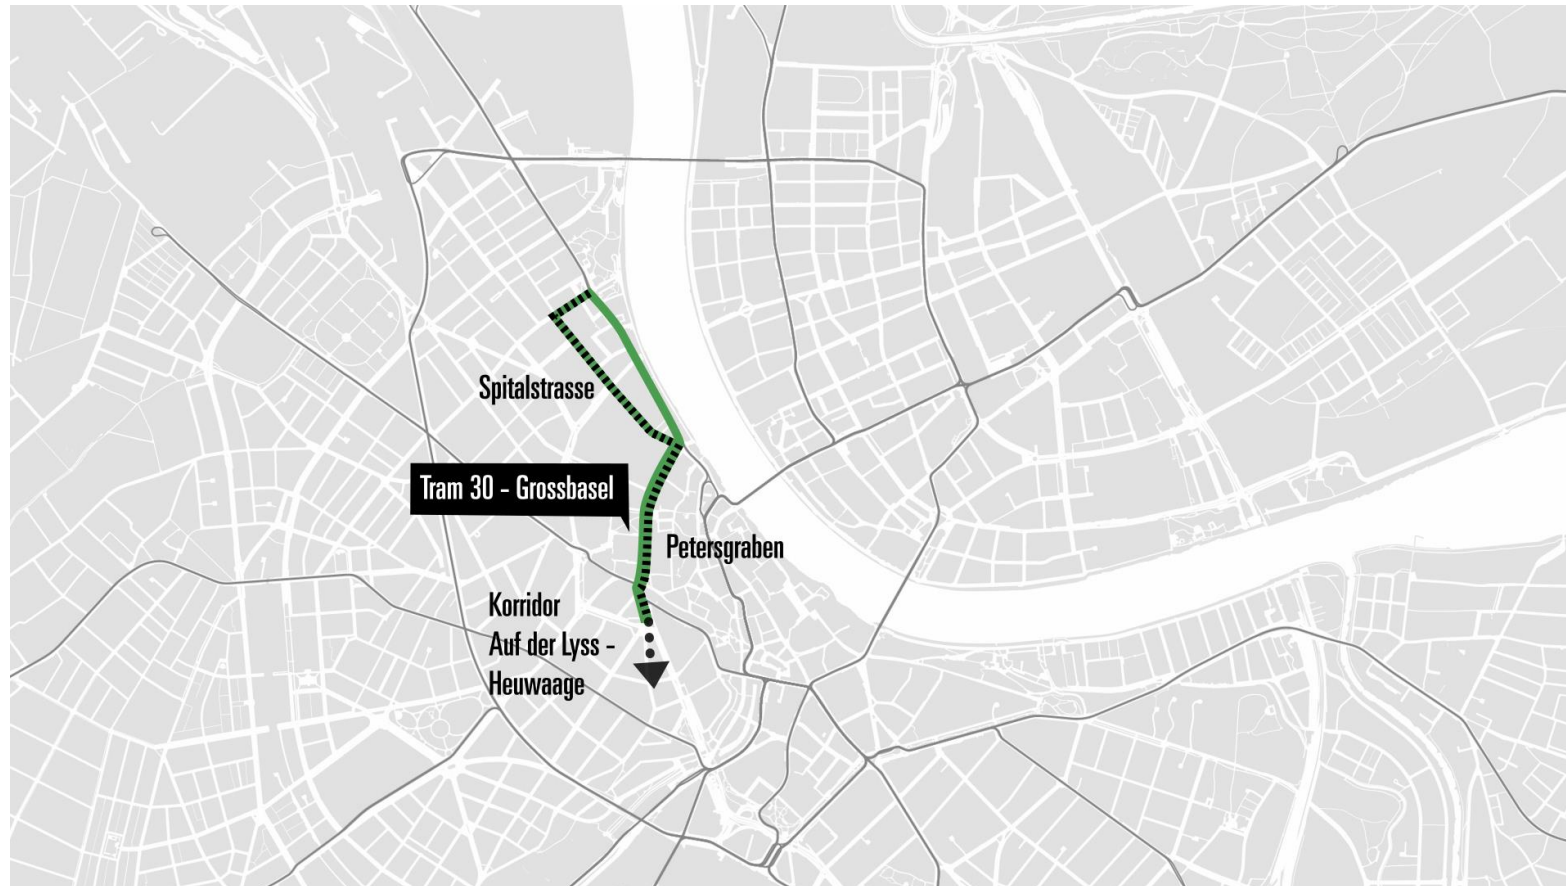 Spitalstrasse
Tram 30 - Grossbasel
Petersgraben
Korridor
Auf der Lyss -
Heuwaage